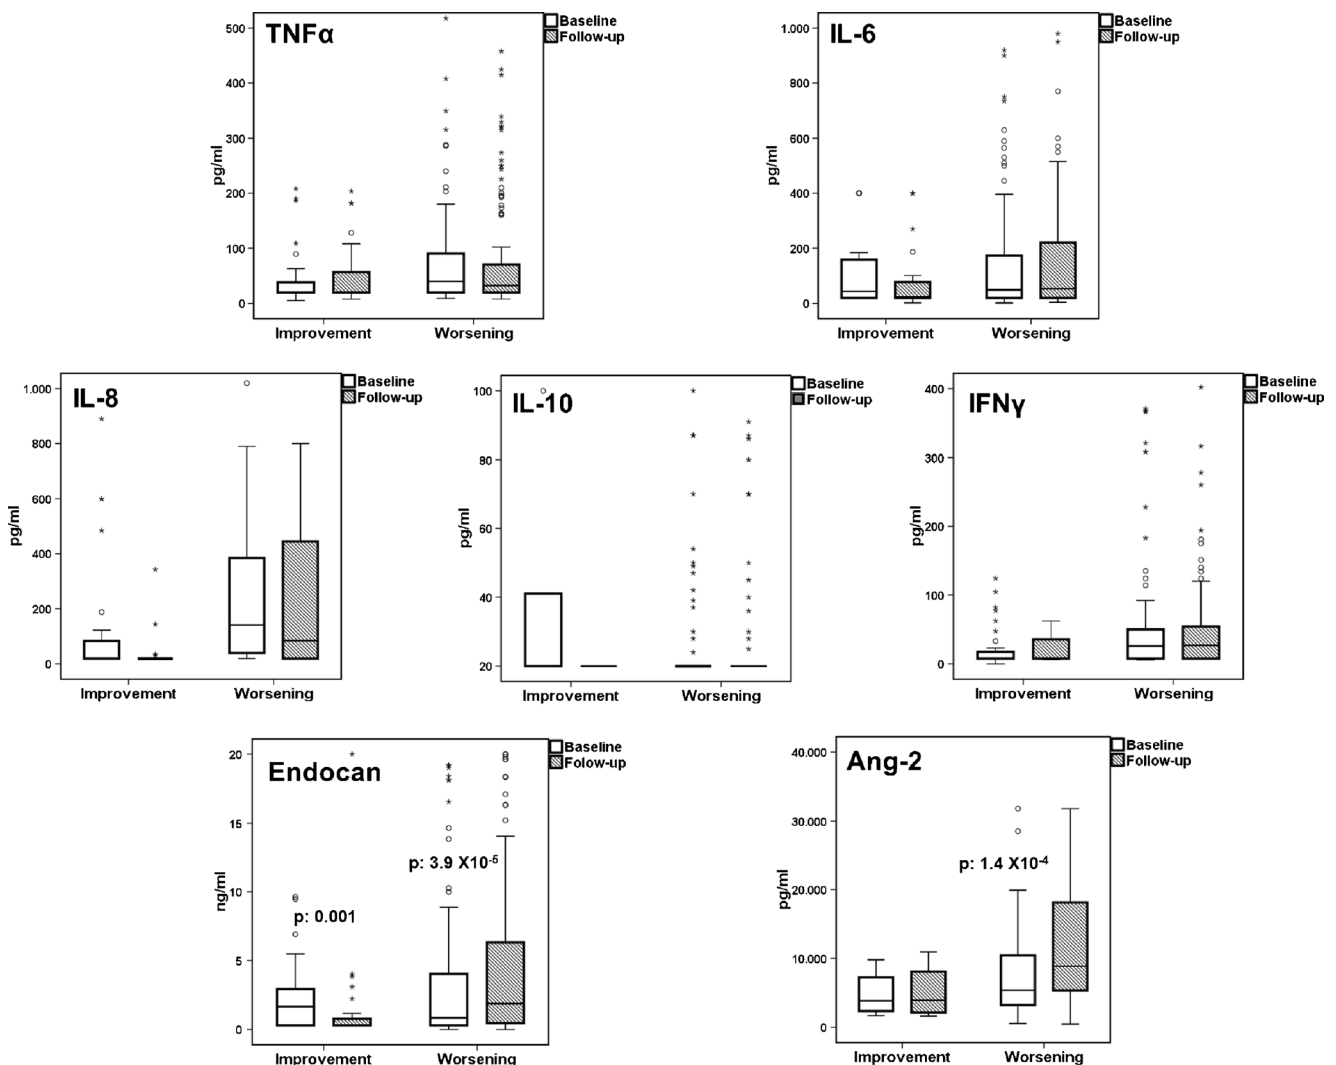 TNFα
Baseline
Follow-up
500
400
300
200
100
0
pg/ml
Improvement
Worsening
IL-6
Baseline
Follow-up
1.000
800
600
400
200
0
pg/ml
Improvement
Worsening
IL-8
Baseline
Follow-up
1.000
800
600
400
200
0
pg/ml
Improvement
Worsening
IL-10
Baseline
Follow-up
100
80
60
40
20
pg/ml
Improvement
Worsening
IFNγ
Baseline
Follow-up
400
300
200
100
0
pg/ml
Improvement
Worsening
Endocan
Baseline
Folow-up
20
15
10
5
0
ng/ml
p: 0.001
p: 3.9 X10-5
Improvement
Worsening
Ang-2
Baseline
Follow-up
40.000
30.000
20.000
10.000
0
pg/ml
p: 1.4 X10-4
Improvement
Worsening